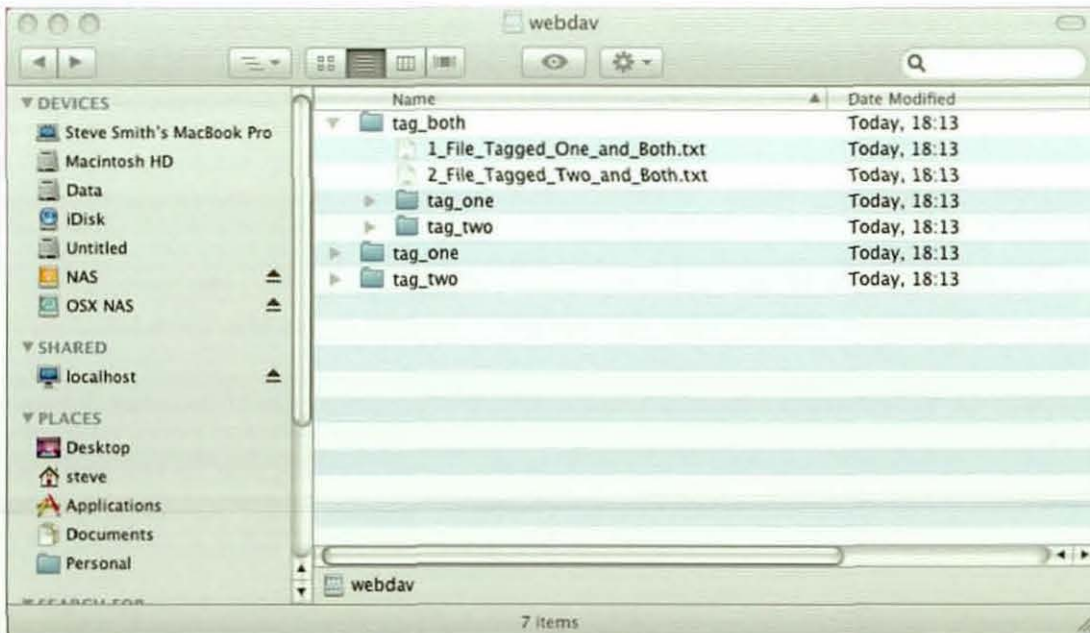 webdav
DEVICES
Steve Smith's MacBook Pro
Macintosh HD
Data
iDisk
Untitled
NAS
OSX NAS
SHARED
localhost
PLACES
Desktop
steve
Applications
Documents
Personal
SEARCH FOR
Name Date Modified
tag_both Today, 18:13
1_File_Tagged_One_and_Both.txt Today, 18:13
2_File_Tagged_Two_and_Both.txt Today, 18:13
tag_one Today, 18:13
tag_two Today, 18:13
tag_one Today, 18:13
tag_two Today, 18:13
webdav
7 items